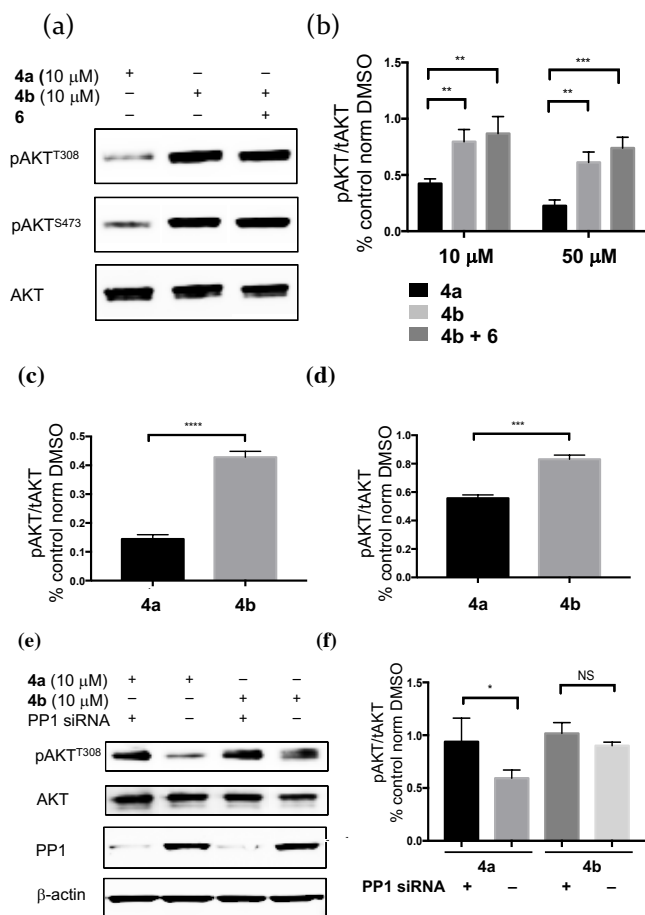 (a)
4a (10 μM) + – –
4b (10 μM) – + +
6 – – +
pAKTT308
pAKTS473
AKT
(b)
pAKT/tAKT
% control norm DMSO
1.5
1.0
0.5
0.0
** ***
** **
10 μM 50 μM
4a
4b
4b + 6
(c)
pAKT/tAKT
% control norm DMSO
0.5
0.4
0.3
0.2
0.1
0.0
****
4a 4b
(d)
pAKT/tAKT
% control norm DMSO
1.0
0.8
0.6
0.4
0.2
0.0
***
4a 4b
(e)
4a (10 μM) + + – –
4b (10 μM) – – + +
PP1 siRNA + – + –
pAKTT308
AKT
PP1
β-actin
(f)
pAKT/tAKT
% control norm DMSO
1.5
1.0
0.5
0.0
* NS
4a 4b
PP1 siRNA + – + –